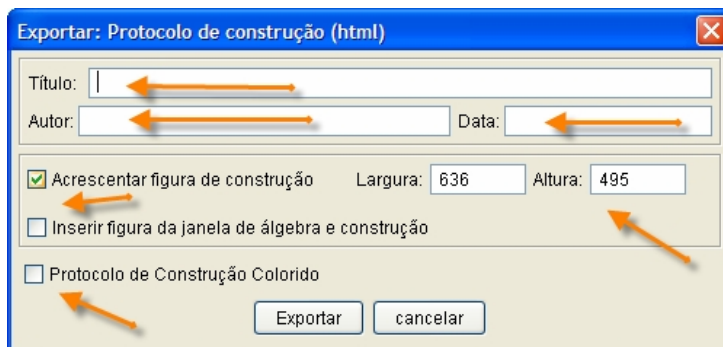 Exportar: Protocolo de construção (html)
Título:
Autor: Data:
Acrescentar figura de construção Largura: 636 Altura: 495
Inserir figura da janela de álgebra e construção
Protocolo de Construção Colorido
Exportar cancelar